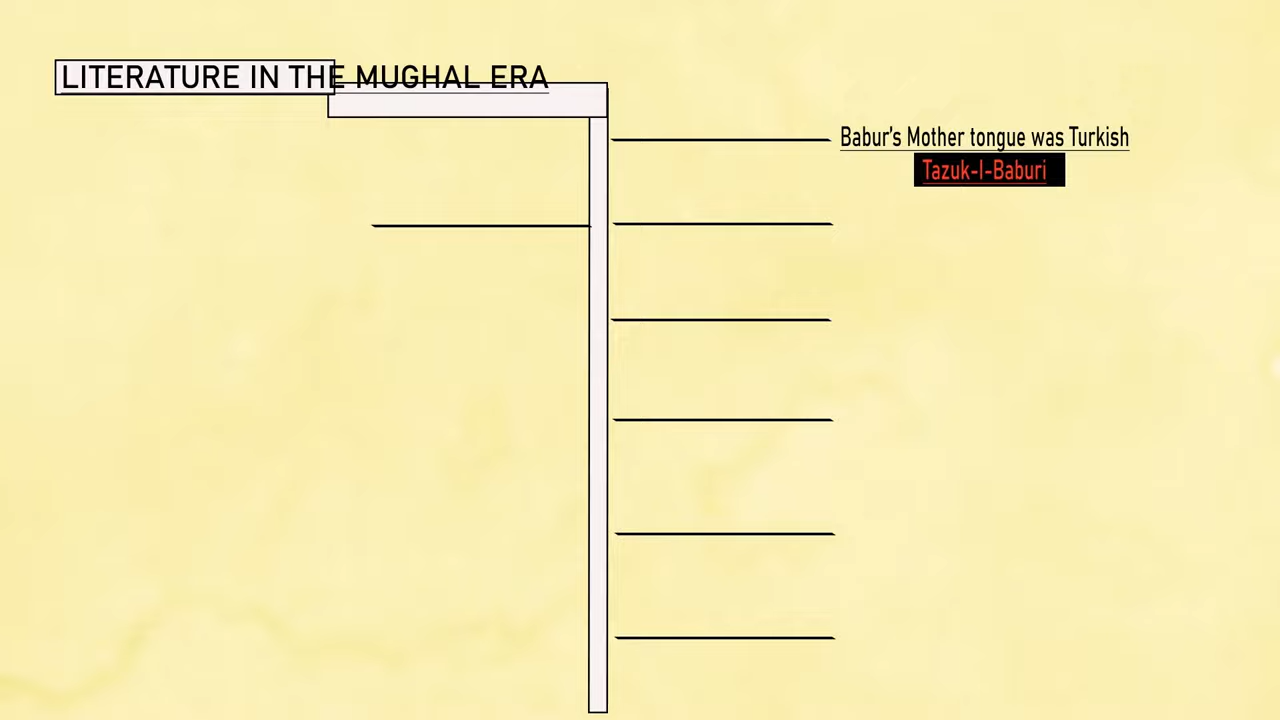 LITERATURE IN THE MUGHAL ERA
Babur's Mother tongue was Turkish
Tazuk-I-Baburi